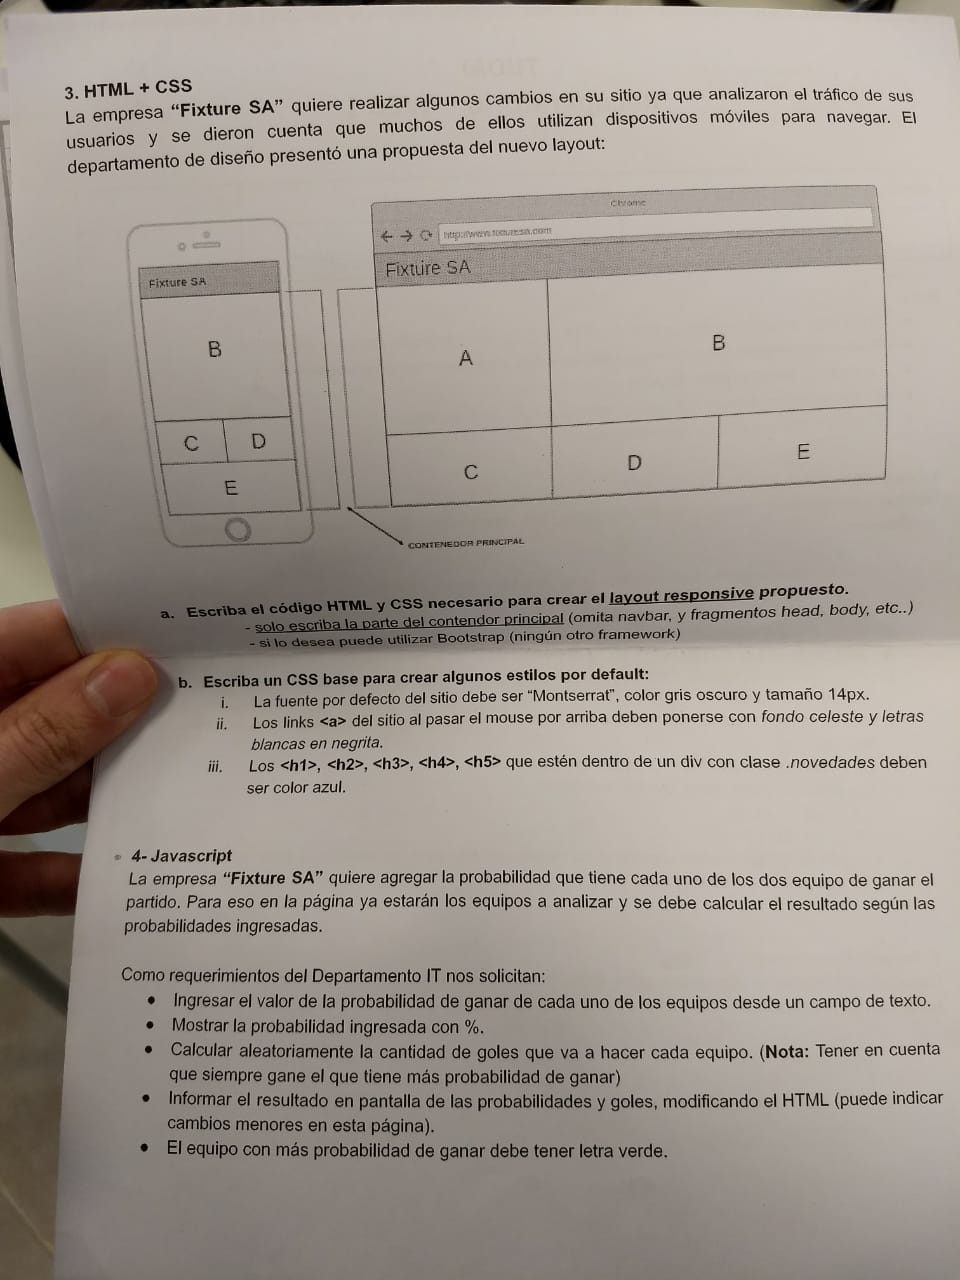 3. HTML + CSS
La empresa “Fixture SA” quiere realizar algunos cambios en su sitio ya que analizaron el tráfico de sus
usuarios y se dieron cuenta que muchos de ellos utilizan dispositivos móviles para navegar. El
departamento de diseño presentó una propuesta del nuevo layout:
Fixture SA
B
C D
E
Chrome
Fixture SA
A B
C D E
CONTENEDOR PRINCIPAL
a. Escriba el código HTML y CSS necesario para crear el layout responsive propuesto.
- solo escriba la parte del contendor principal (omita navbar, y fragmentos head, body, etc..)
- si lo desea puede utilizar Bootstrap (ningún otro framework)
b. Escriba un CSS base para crear algunos estilos por default:
i. La fuente por defecto del sitio debe ser “Montserrat”, color gris oscuro y tamaño 14px.
ii. Los links <a> del sitio al pasar el mouse por arriba deben ponerse con fondo celeste y letras
blancas en negrita.
iii. Los <h1>, <h2>, <h3>, <h4>, <h5> que estén dentro de un div con clase .novedades deben
ser color azul.
4- Javascript
La empresa “Fixture SA” quiere agregar la probabilidad que tiene cada uno de los dos equipo de ganar el
partido. Para eso en la página ya estarán los equipos a analizar y se debe calcular el resultado según las
probabilidades ingresadas.
Como requerimientos del Departamento IT nos solicitan:
• Ingresar el valor de la probabilidad de ganar de cada uno de los equipos desde un campo de texto.
• Mostrar la probabilidad ingresada con %.
• Calcular aleatoriamente la cantidad de goles que va a hacer cada equipo. (Nota: Tener en cuenta
que siempre gane el que tiene más probabilidad de ganar)
• Informar el resultado en pantalla de las probabilidades y goles, modificando el HTML (puede indicar
cambios menores en esta página).
• El equipo con más probabilidad de ganar debe tener letra verde.